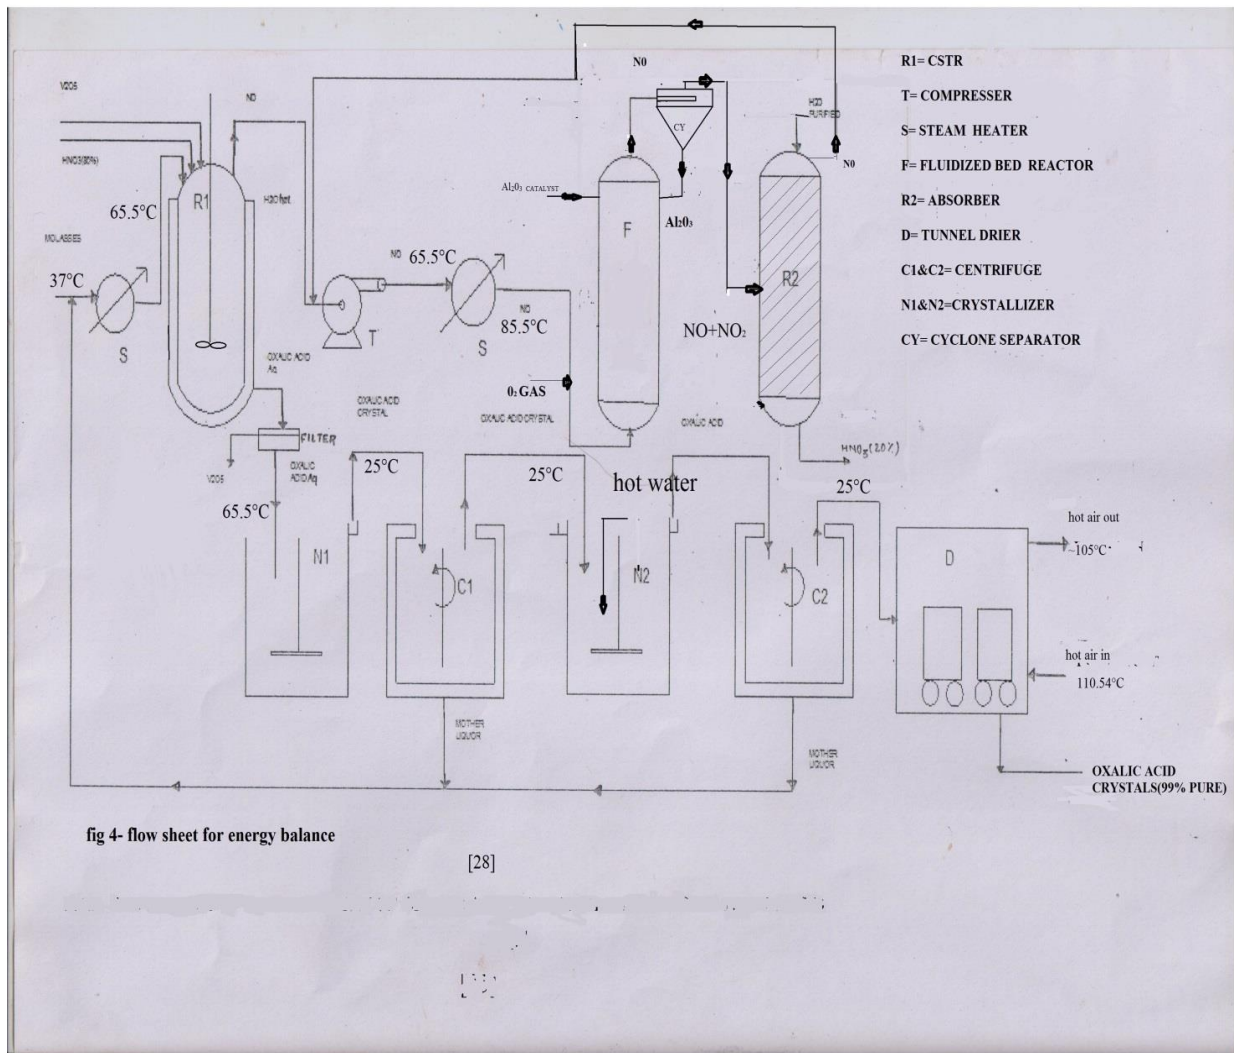 N0
R1= CSTR
V2O5
NO
T= COMPRESSER
H2O
PURIFIED
CY
S= STEAM HEATER
HNO3(80%)
N0
F= FLUIDIZED BED REACTOR
Al₂0₃ CATALYST
R1
H2O hot
65.5°C
Al₂0₃
F
R2= ABSORBER
D= TUNNEL DRIER
MOLASSES
NO 65.5°C
C1&C2= CENTRIFUGE
37°C
R2
N1&N2=CRYSTALLIZER
NO
85.5°C
NO+NO₂
CY= CYCLONE SEPARATOR
S
T
S
OXALIC ACID
Aq
0₂ GAS
OXALIC ACID
CRYSTAL
OXALIC ACID CRYSTAL
OXALIC ACID
FILTER
HNO3(20%)
V2O5
OXALIC
ACID Aq
25°C
25°C
hot water
25°C
65.5°C
hot air out
~105°C
N1
C1
N2
C2
D
hot air in
110.54°C
MOTHER
LIQUOR
MOTHER
LIQUOR
OXALIC ACID
CRYSTALS(99% PURE)
fig 4- flow sheet for energy balance
[28]